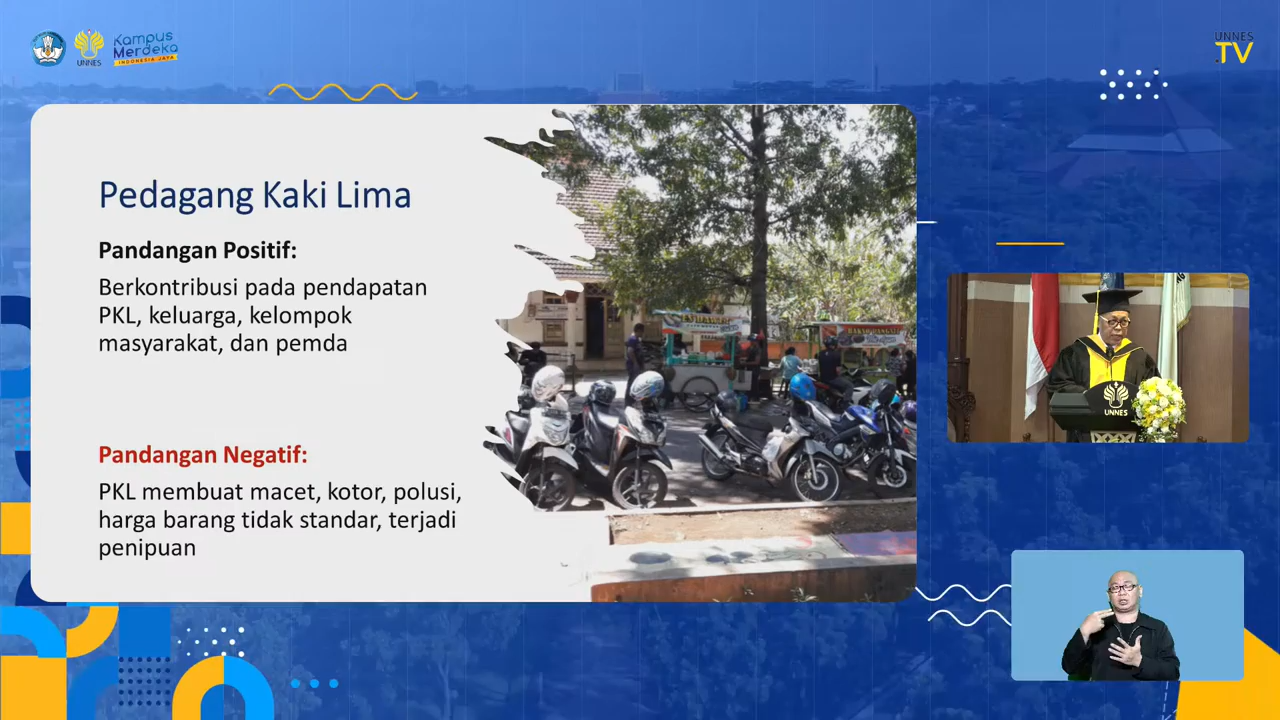 UNNES
Kampus
Merdeka
INDONESIA JAYA
UNNES
TV
Pedagang Kaki Lima
Pandangan Positif:
Berkontribusi pada pendapatan
PKL, keluarga, kelompok
masyarakat, dan pemda
Pandangan Negatif:
PKL membuat macet, kotor, polusi,
harga barang tidak standar, terjadi
penipuan
UNNES